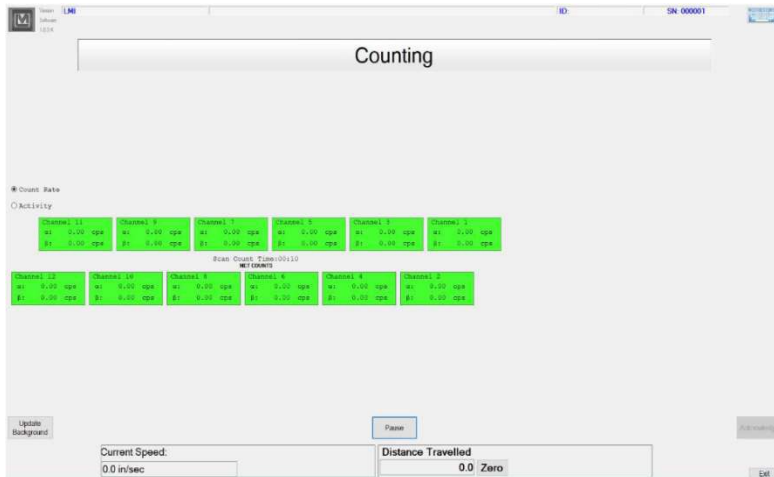 Version
Software
1.0.0.4
LMI
ID:
SN: 000001
Counting
Count Rate
Activity
Channel 11 Channel 9 Channel 7 Channel 5 Channel 3 Channel 1
α: 0.00 cps α: 0.00 cps α: 0.00 cps α: 0.00 cps α: 0.00 cps α: 0.00 cps
β: 0.00 cps β: 0.00 cps β: 0.00 cps β: 0.00 cps β: 0.00 cps β: 0.00 cps
Scan Count Time:00:10
NET COUNTS
Channel 12 Channel 10 Channel 8 Channel 6 Channel 4 Channel 2
α: 0.00 cps α: 0.00 cps α: 0.00 cps α: 0.00 cps α: 0.00 cps α: 0.00 cps
β: 0.00 cps β: 0.00 cps β: 0.00 cps β: 0.00 cps β: 0.00 cps β: 0.00 cps
Update
Background
Pause
Current Speed:
0.0 in/sec
Distance Travelled
0.0 Zero
Exit